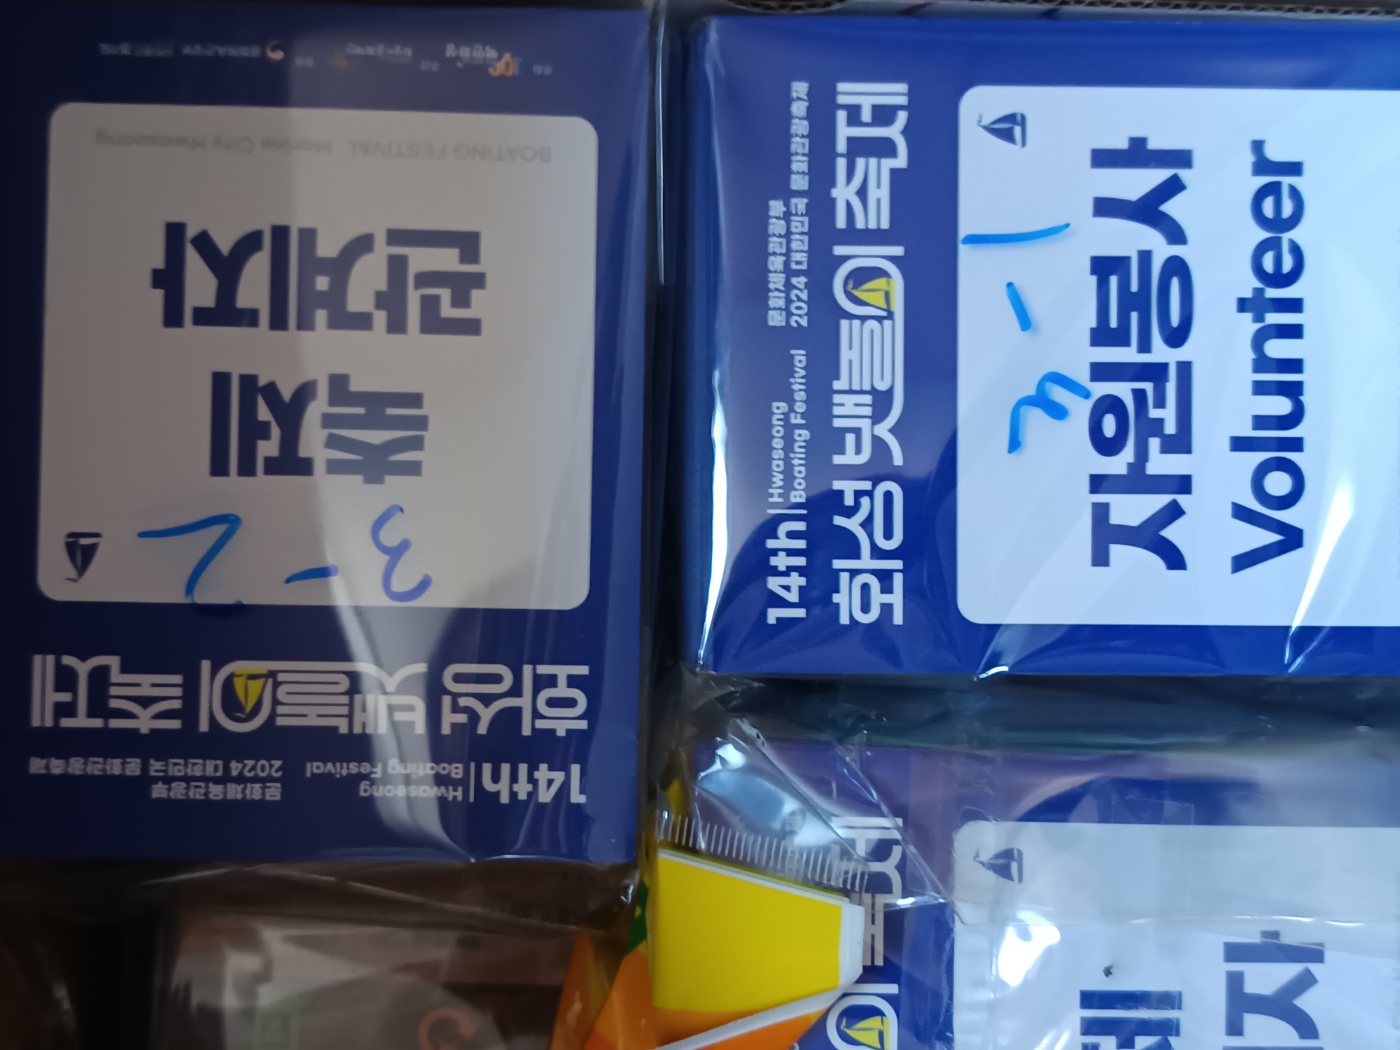 14th
Hwaseong
Boating Festival
문화체육관광부
2024 대한민국 문화관광축제
화성 뱃놀이 축제
3-2
축제
관계자
BOATING FESTIVAL Marine City Hwaseong
14th
Hwaseong
Boating Festival
문화체육관광부
2024 대한민국 문화관광축제
화성 뱃놀이 축제
3-1
자원봉사
Volunteer
축제